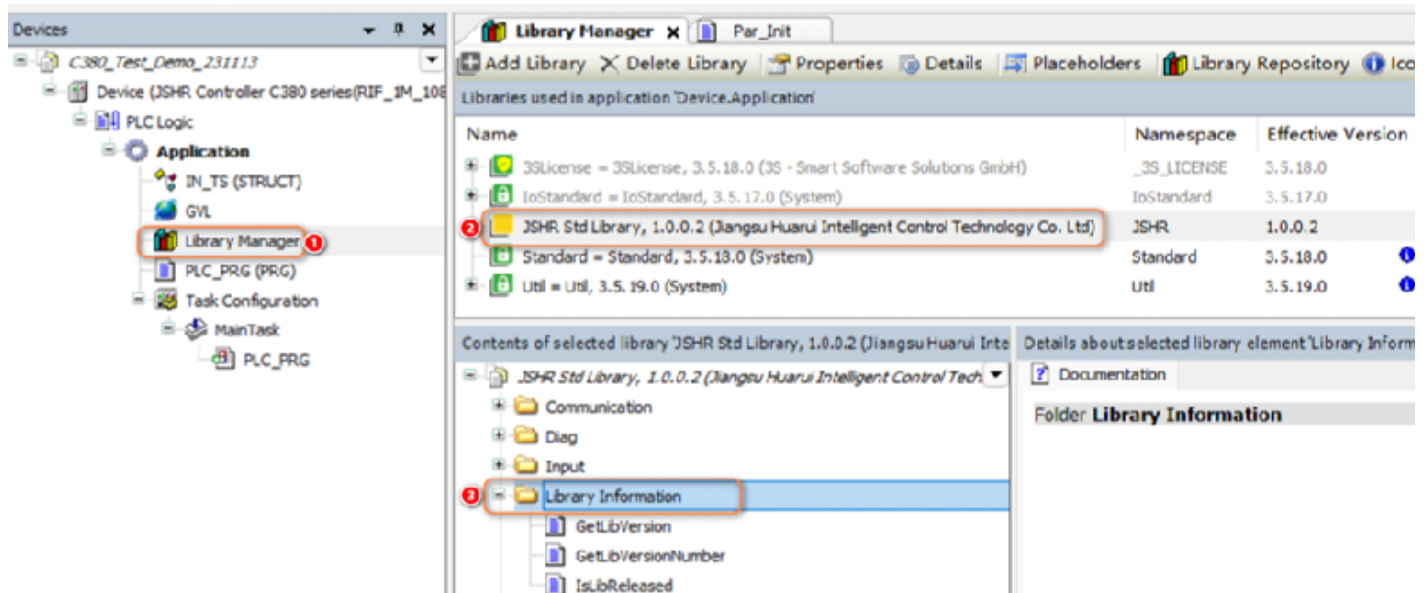 Devices
C380_Test_Demo_231113
Device (JSHR Controller C380 series(RIF_1M_108
PLC Logic
Application
IN_TS (STRUCT)
GVL
Library Manager
1
PLC_PRG (PRG)
Task Configuration
MainTask
PLC_PRG
Library Manager
Par_Init
Add Library
Delete Library
Properties
Details
Placeholders
Library Repository
Ico
Libraries used in application 'Device.Application'
Name Namespace Effective Version
3SLicense = 3SLicense, 3.5.18.0 (3S - Smart Software Solutions GmbH) _3S_LICENSE 3.5.18.0
IoStandard = IoStandard, 3.5.17.0 (System) IoStandard 3.5.17.0
2 JSHR Std Library, 1.0.0.2 (Jiangsu Huarui Intelligent Control Technology Co. Ltd) JSHR 1.0.0.2
Standard = Standard, 3.5.18.0 (System) Standard 3.5.18.0
Util = Util, 3.5.19.0 (System) Util 3.5.19.0
Contents of selected library 'JSHR Std Library, 1.0.0.2 (Jiangsu Huarui Inte
JSHR Std Library, 1.0.0.2 (Jiangsu Huarui Intelligent Control Tech
Communication
Diag
Input
3 Library Information
GetLibVersion
GetLibVersionNumber
IsLibReleased
Details about selected library element 'Library Inform
Documentation
Folder Library Information